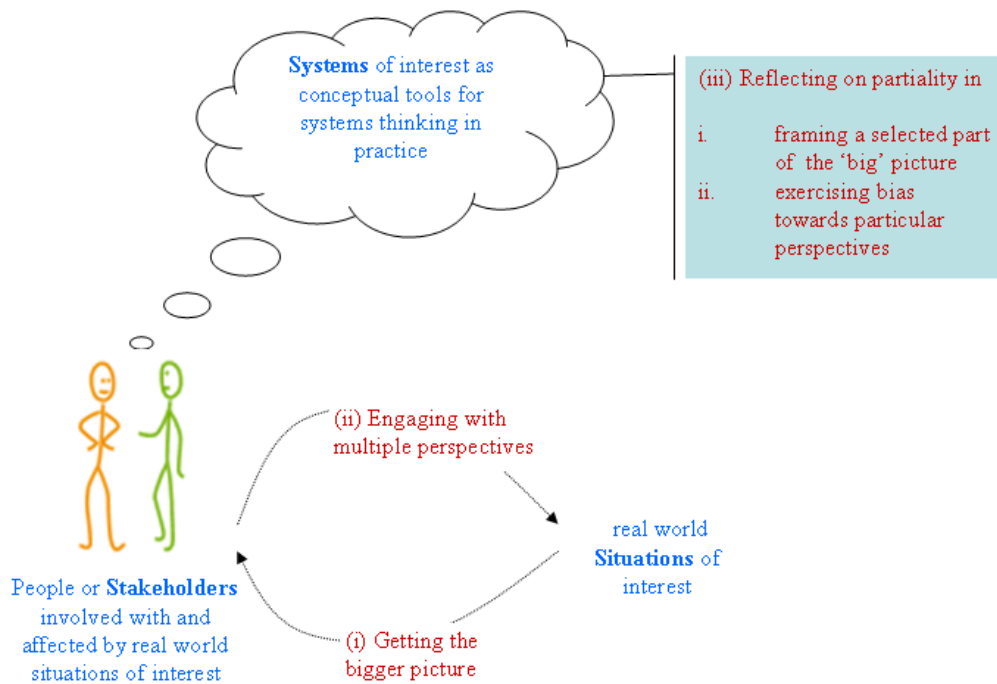 Systems of interest as
conceptual tools for
systems thinking in
practice
(iii) Reflecting on partiality in
i. framing a selected part
of the ‘big’ picture
ii. exercising bias
towards particular
perspectives
(ii) Engaging with
multiple perspectives
real world
Situations of
interest
People or Stakeholders
involved with and
affected by real world
situations of interest
(i) Getting the
bigger picture